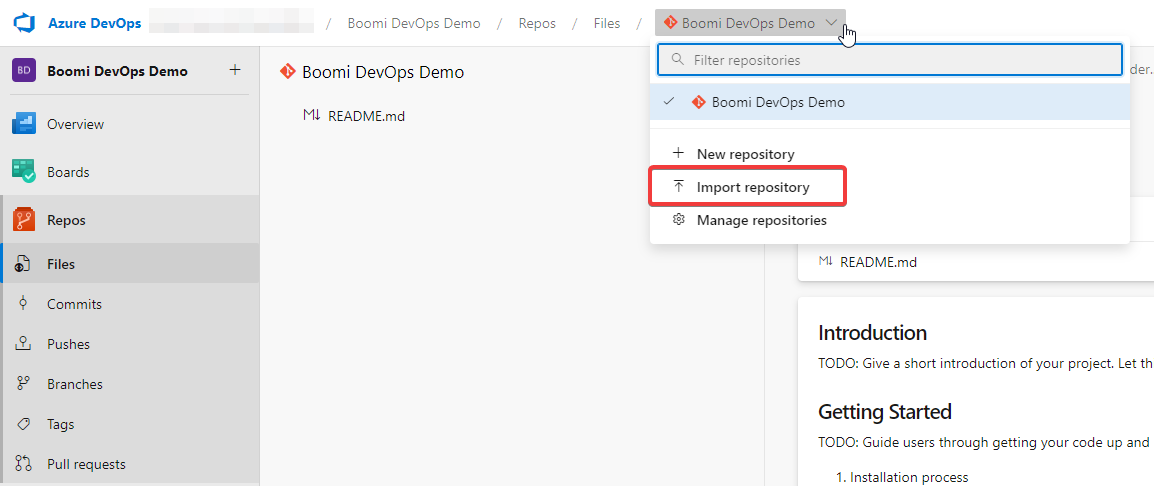 Azure DevOps / Boomi DevOps Demo / Repos / Files / Boomi DevOps Demo
BD Boomi DevOps Demo +
Overview
Boards
Repos
Files
Commits
Pushes
Branches
Tags
Pull requests
Boomi DevOps Demo
M↓ README.md
Filter repositories
der.
Boomi DevOps Demo
New repository
Import repository
Manage repositories
M↓ README.md
Introduction
TODO: Give a short introduction of your project. Let th
Getting Started
TODO: Guide users through getting your code up and
1. Installation process